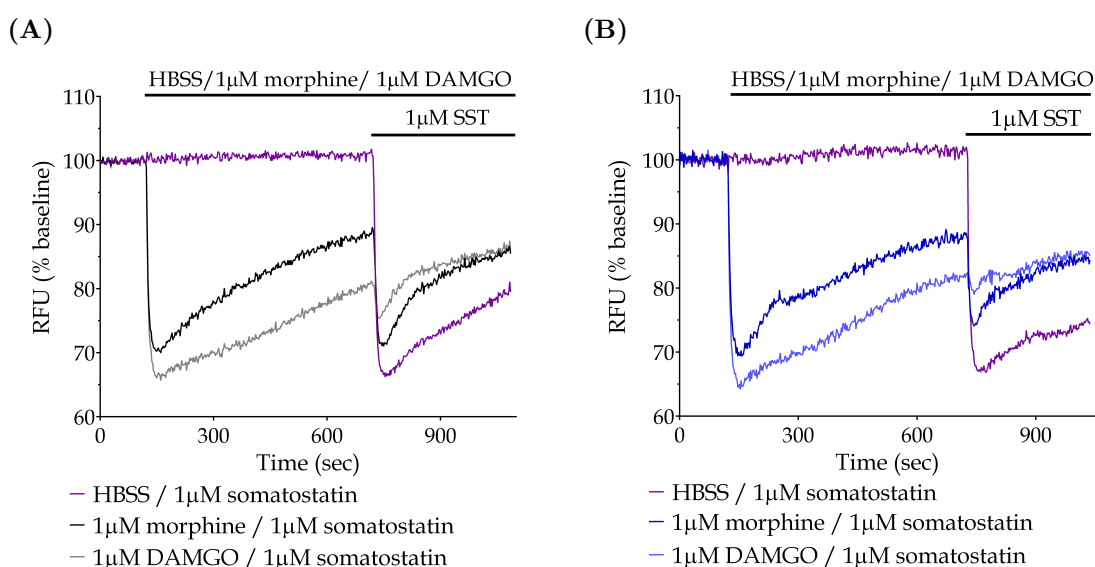 (A)
HBSS/1μM morphine/ 1μM DAMGO
1μM SST
RFU (% baseline)
110
100
90
80
70
60
0 300 600 900
Time (sec)
HBSS / 1μM somatostatin
1μM morphine / 1μM somatostatin
1μM DAMGO / 1μM somatostatin
(B)
HBSS/1μM morphine/ 1μM DAMGO
1μM SST
RFU (% baseline)
110
100
90
80
70
60
0 300 600 900
Time (sec)
HBSS / 1μM somatostatin
1μM morphine / 1μM somatostatin
1μM DAMGO / 1μM somatostatin